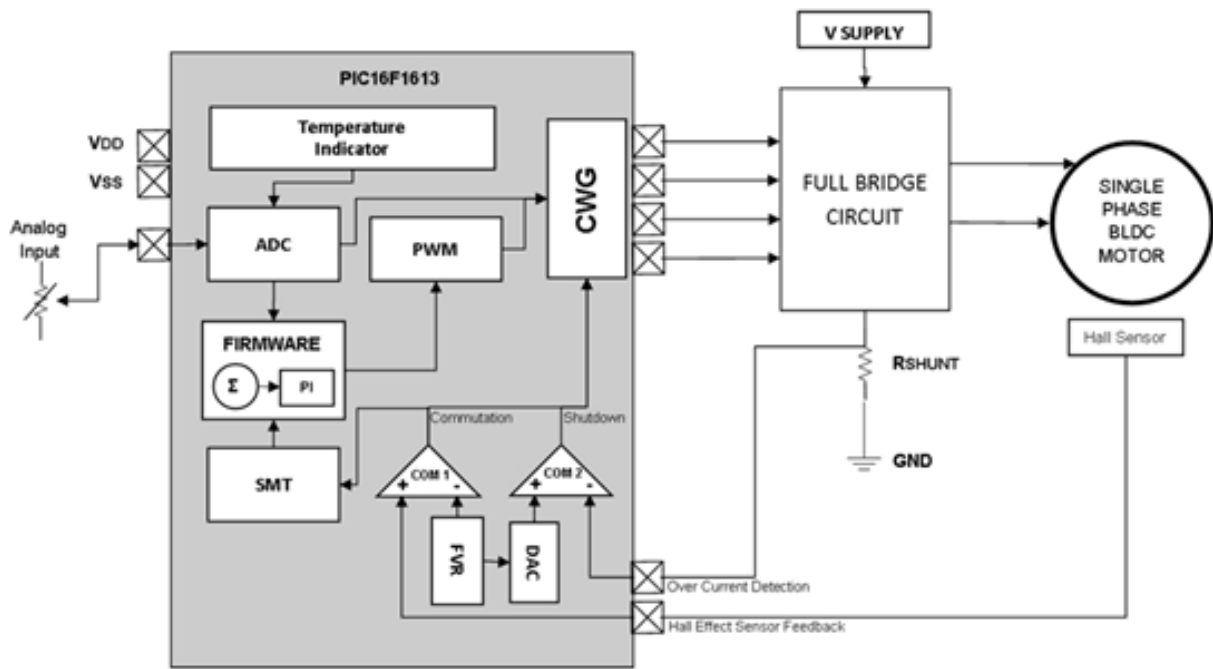 V SUPPLY
PIC16F1613
Temperature
Indicator
VDD
VSS
Analog
Input
ADC
PWM
CWG
FULL BRIDGE
CIRCUIT
SINGLE
PHASE
BLDC
MOTOR
FIRMWARE
Σ
PI
Hall Sensor
RSHUNT
Commutation
Shutdown
GND
SMT
COM 1
+
-
COM 2
+
-
FVR
DAC
Over Current Detection
Hall Effect Sensor Feedback